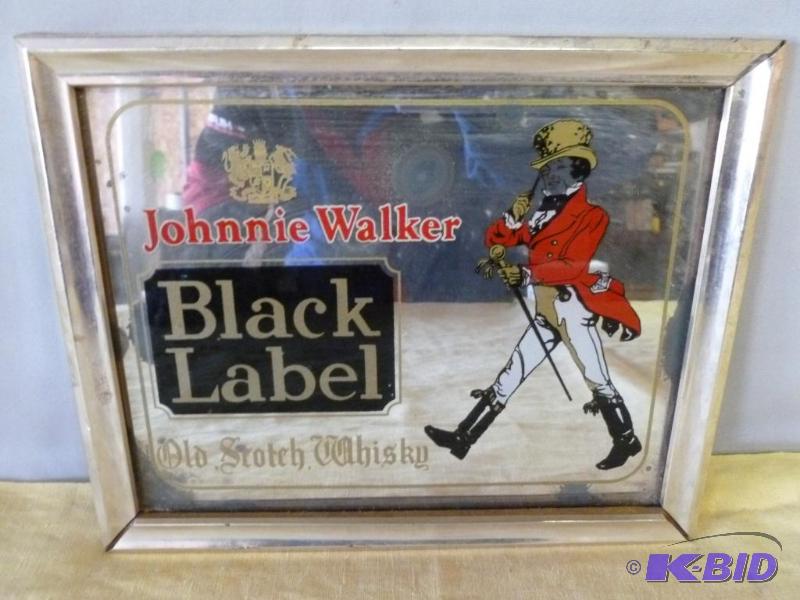 Johnnie Walker
Black
Label
Old Scotch Whisky
© K-BID